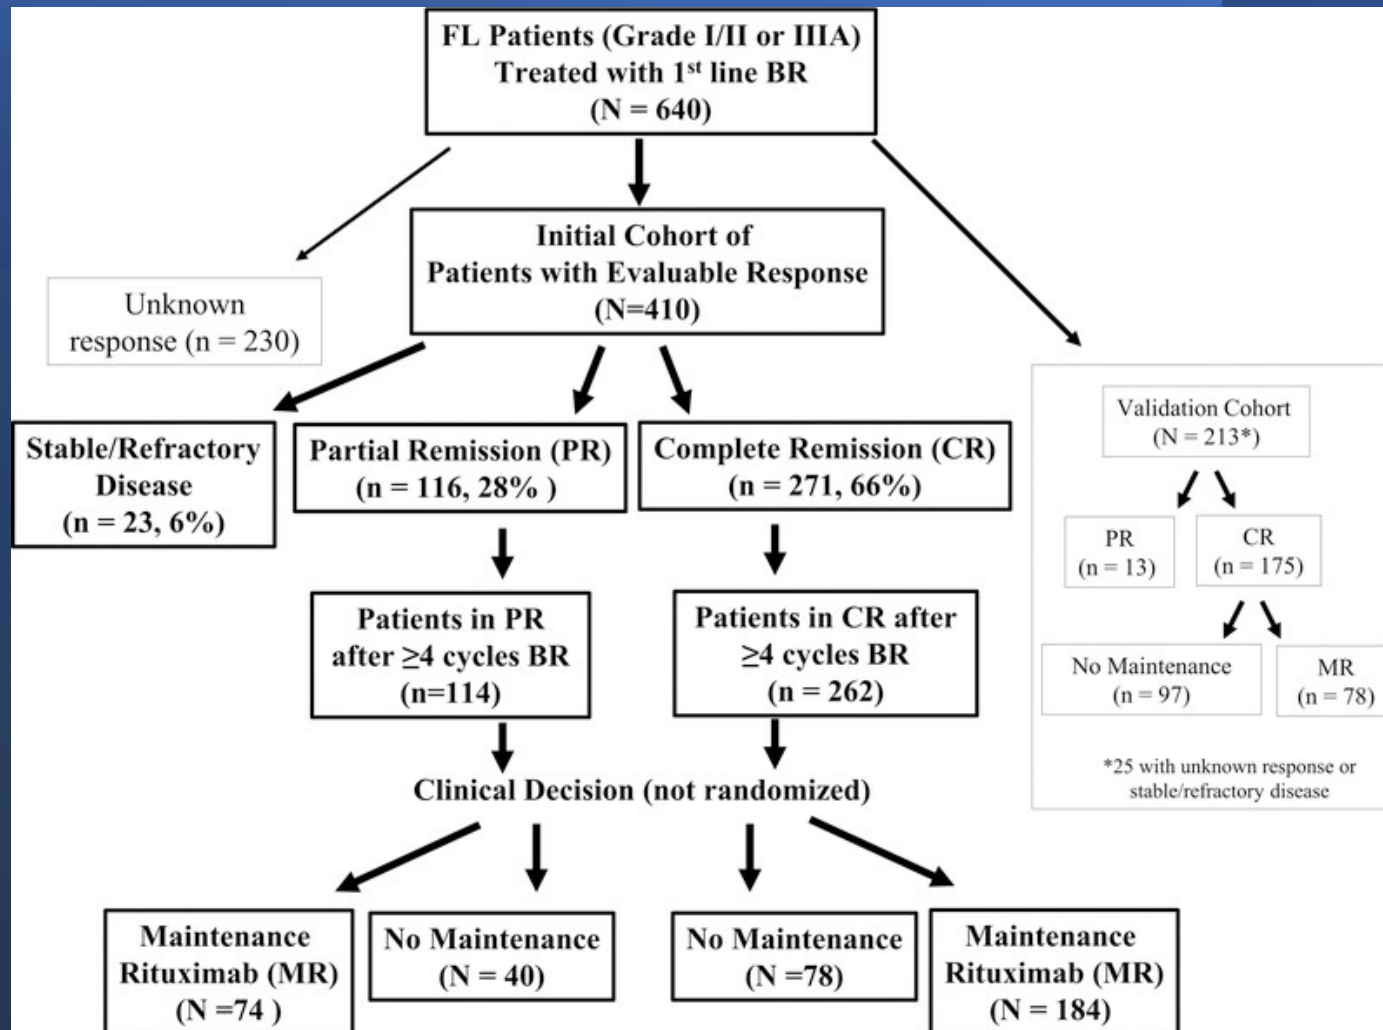 FL Patients (Grade I/II or IIIA)
Treated with 1st line BR
(N = 640)
Initial Cohort of
Patients with Evaluable Response
(N=410)
Unknown
response (n = 230)
Stable/Refractory
Disease
(n = 23, 6%)
Partial Remission (PR)
(n = 116, 28% )
Complete Remission (CR)
(n = 271, 66%)
Patients in PR
after ≥4 cycles BR
(n=114)
Patients in CR after
≥4 cycles BR
(n = 262)
Clinical Decision (not randomized)
Maintenance
Rituximab (MR)
(N =74 )
No Maintenance
(N = 40)
No Maintenance
(N =78)
Maintenance
Rituximab (MR)
(N = 184)
Validation Cohort
(N = 213*)
PR
(n = 13)
CR
(n = 175)
No Maintenance
(n = 97)
MR
(n = 78)
*25 with unknown response or
stable/refractory disease